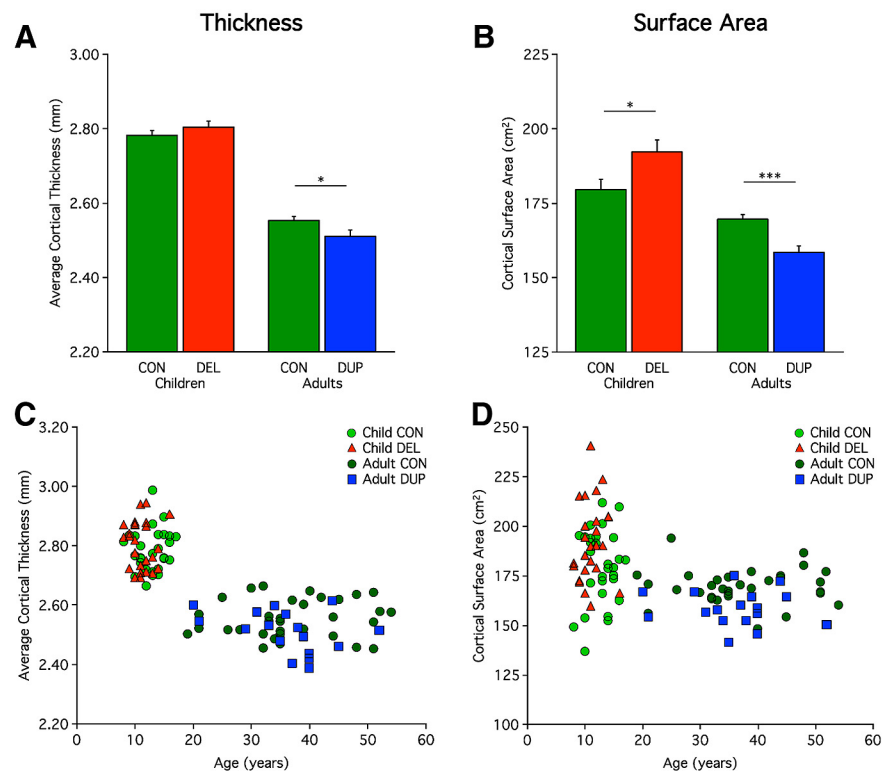 A
Thickness
Average Cortical Thickness (mm)
3.00
2.80
2.60
2.40
2.20
*
CON
DEL
CON
DUP
Children
Adults
B
Surface Area
Cortical Surface Area (cm²)
225
200
175
150
125
*
***
CON
DEL
CON
DUP
Children
Adults
C
Average Cortical Thickness (mm)
3.20
3.00
2.80
2.60
2.40
2.20
Child CON
Child DEL
Adult CON
Adult DUP
0
10
20
30
40
50
60
Age (years)
D
Cortical Surface Area (cm²)
250
225
200
175
150
125
100
Child CON
Child DEL
Adult CON
Adult DUP
0
10
20
30
40
50
60
Age (years)